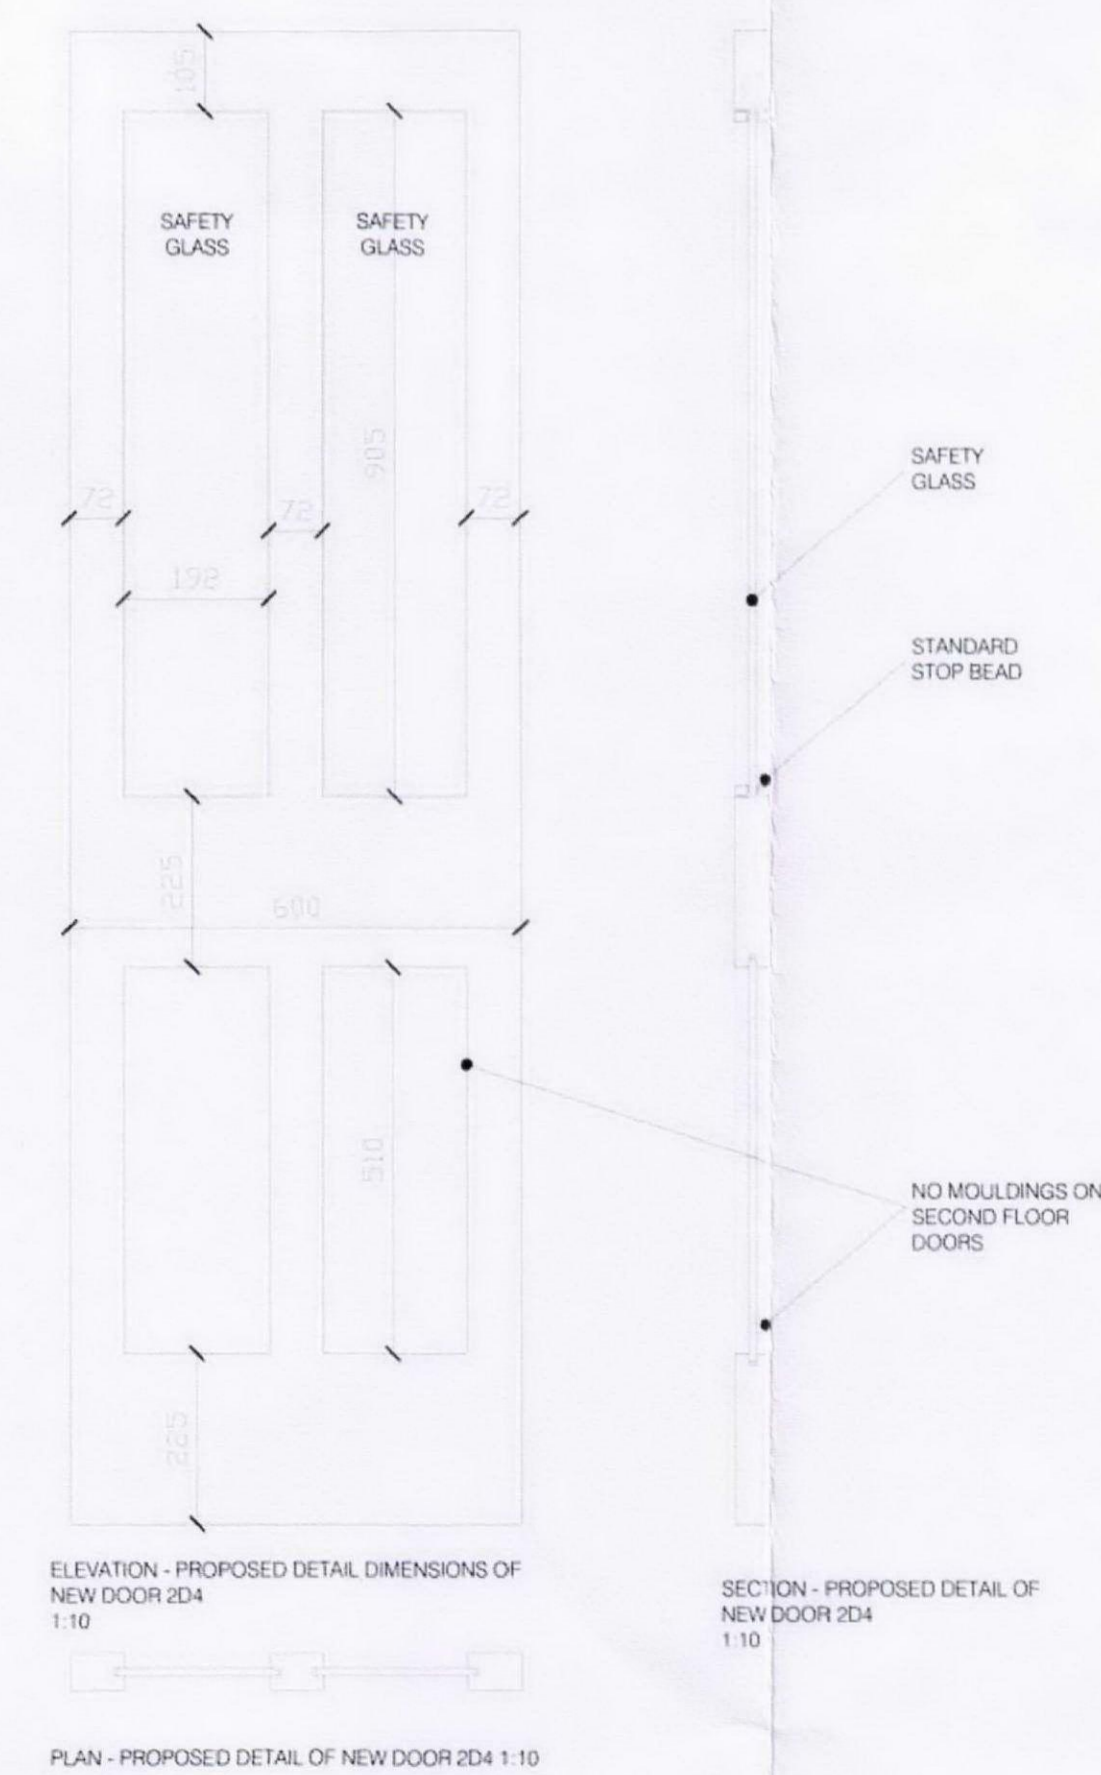 105
SAFETY
GLASS
SAFETY
GLASS
905
72
72
72
192
225
600
510
225
SAFETY
GLASS
STANDARD
STOP BEAD
NO MOULDINGS ON
SECOND FLOOR
DOORS
ELEVATION - PROPOSED DETAIL DIMENSIONS OF
NEW DOOR 2D4
1:10
SECTION - PROPOSED DETAIL OF
NEW DOOR 2D4
1:10
PLAN - PROPOSED DETAIL OF NEW DOOR 2D4 1:10